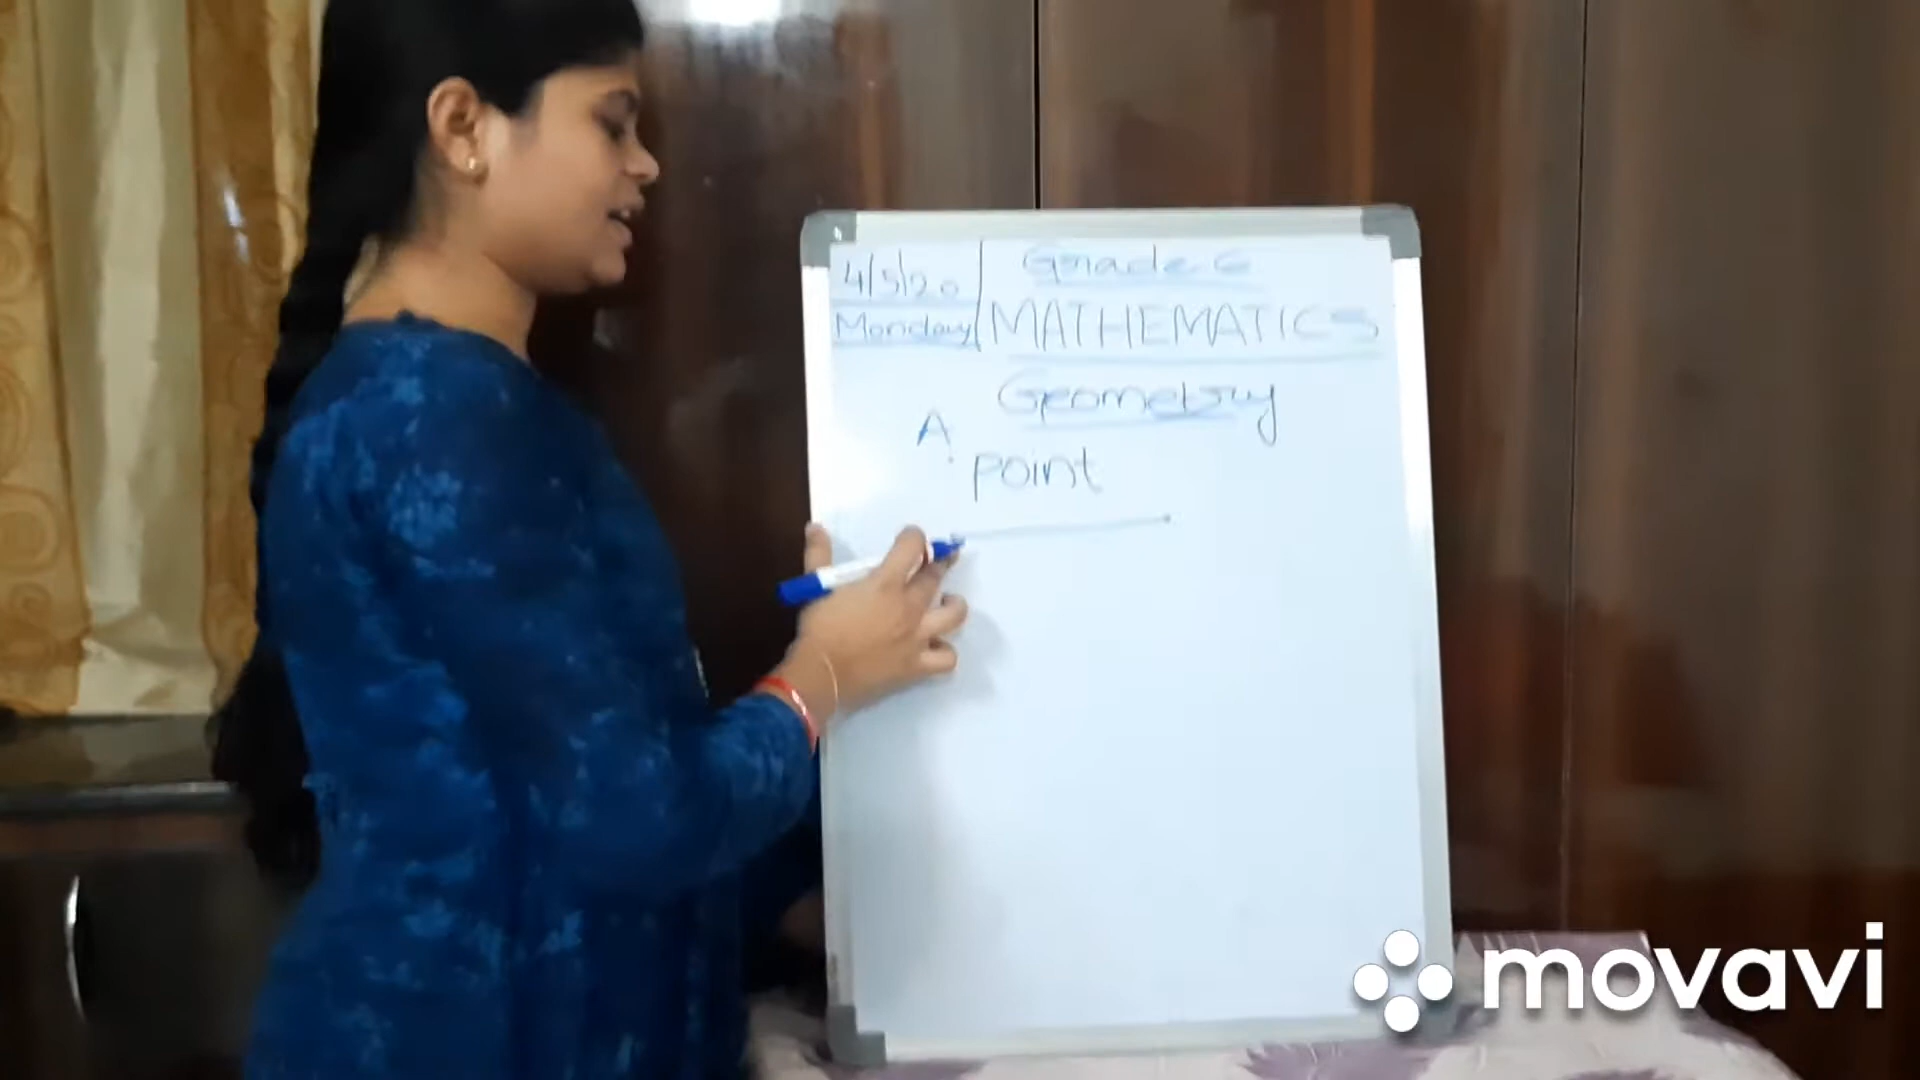 4/5/20
Monday
Grade 6
MATHEMATICS
Geometry
A
point
movavi